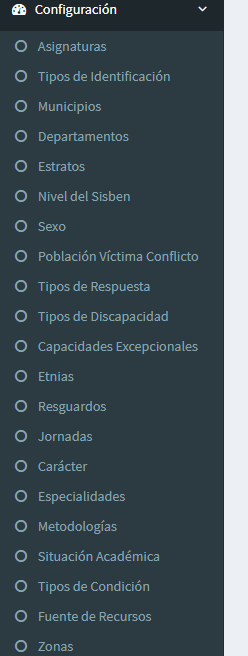 Configuración
Asignaturas
Tipos de Identificación
Municipios
Departamentos
Estratos
Nivel del Sisben
Sexo
Población Víctima Conflicto
Tipos de Respuesta
Tipos de Discapacidad
Capacidades Excepcionales
Etnias
Resguardos
Jornadas
Carácter
Especialidades
Metodologías
Situación Académica
Tipos de Condición
Fuente de Recursos
Zonas